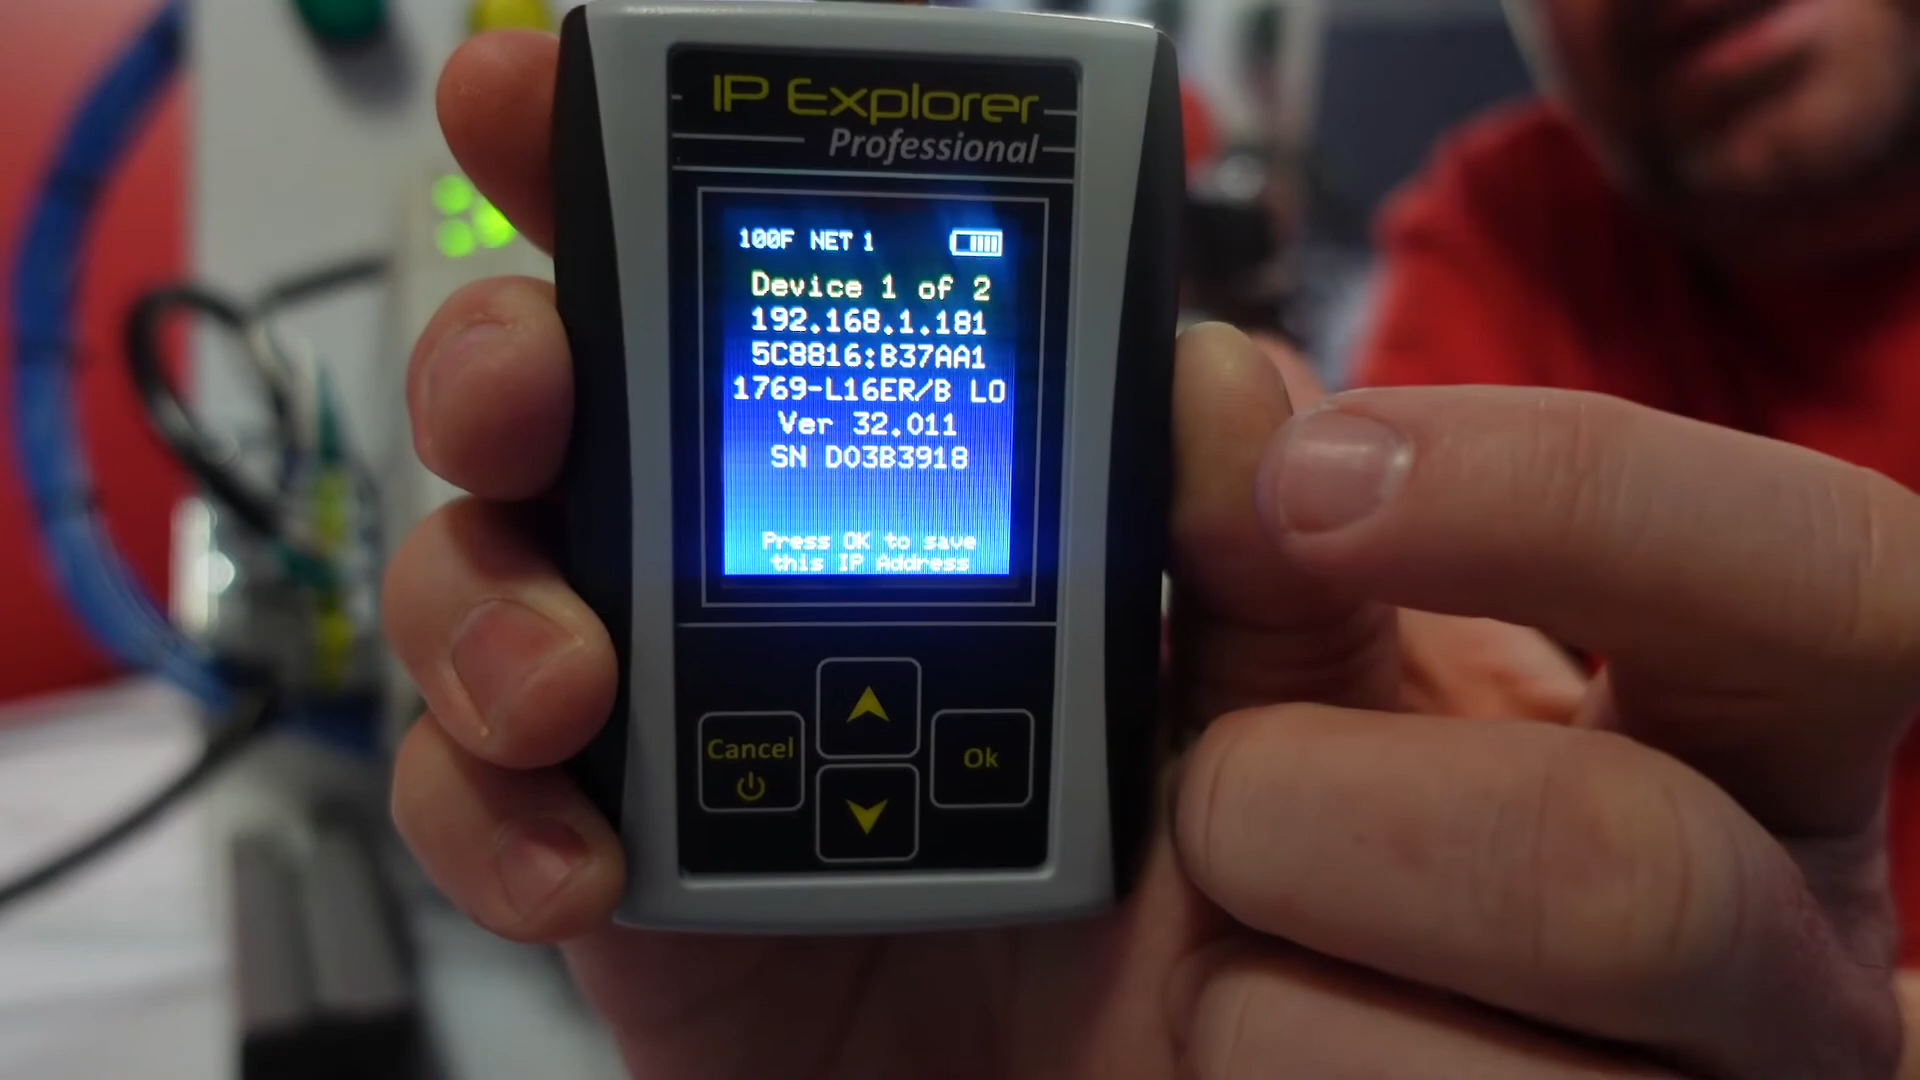 IP Explorer
Professional
100F NET 1
Device 1 of 2
192.168.1.181
5C8816:B37AA1
1769-L16ER/B LO
Ver 32.011
SN D03B3918
Press OK to save
this IP Address
Cancel
Ok